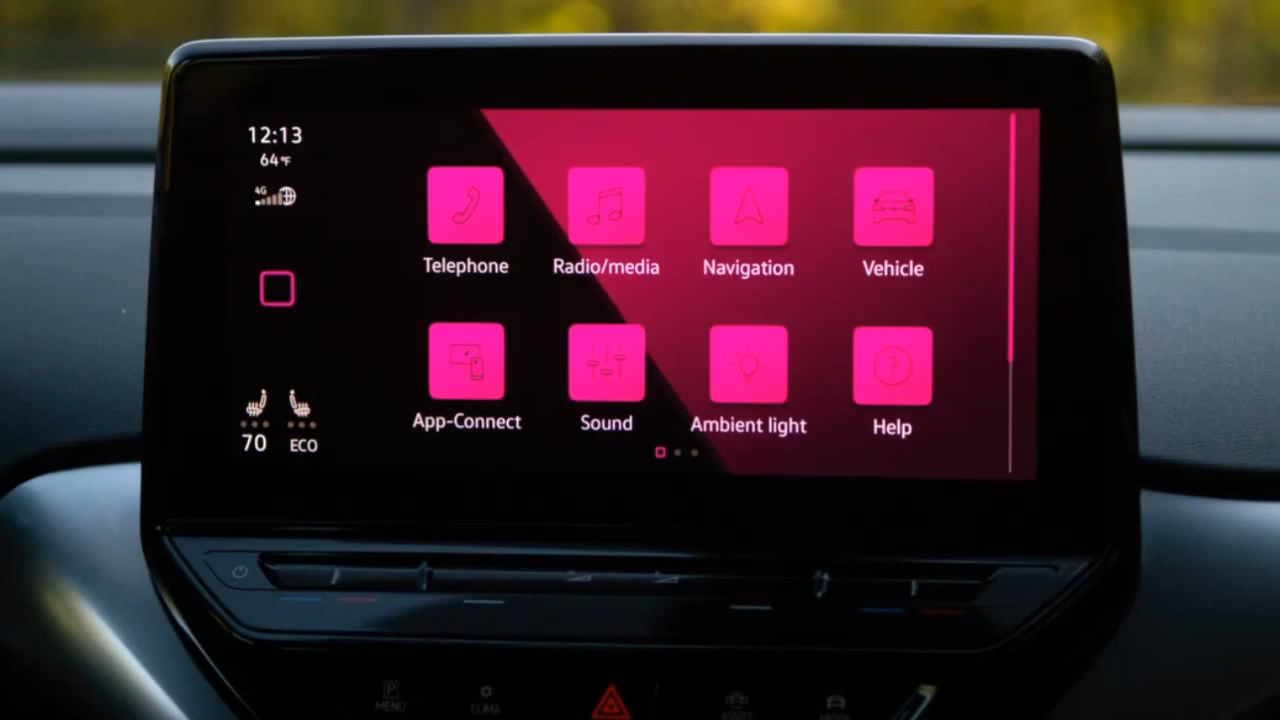 12:13
64°F
4G
Telephone
Radio/media
Navigation
Vehicle
App-Connect
Sound
Ambient light
Help
70
ECO
P
MENU
CLIMA